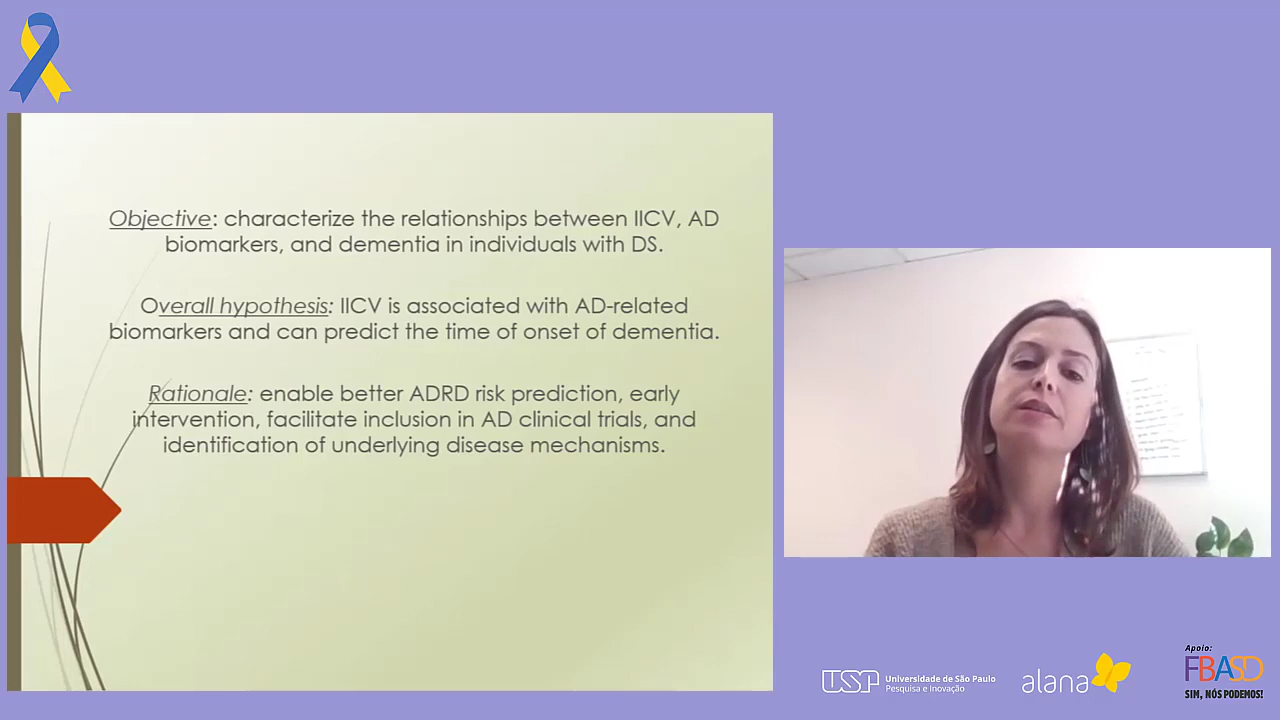 Objective: characterize the relationships between IICV, AD
biomarkers, and dementia in individuals with DS.
Overall hypothesis: IICV is associated with AD-related
biomarkers and can predict the time of onset of dementia.
Rationale: enable better ADRD risk prediction, early
intervention, facilitate inclusion in AD clinical trials, and
identification of underlying disease mechanisms.
USP Universidade de São Paulo
Pesquisa e Inovação
alana
Apoio:
FBASD
SIM, NÓS PODEMOS!